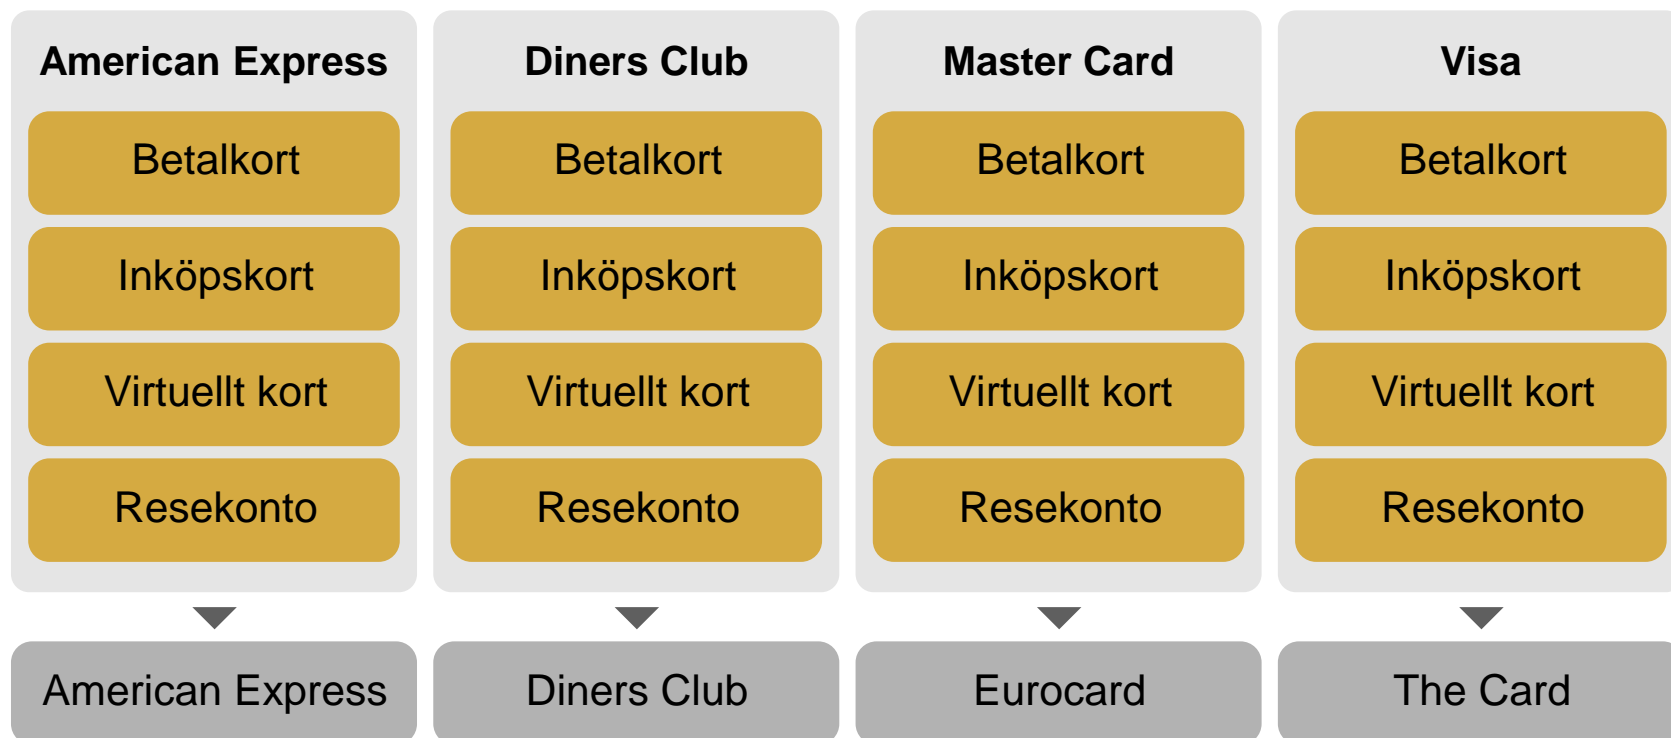 American Express
Betalkort
Inköpskort
Virtuellt kort
Resekonto
American Express
Diners Club
Betalkort
Inköpskort
Virtuellt kort
Resekonto
Diners Club
Master Card
Betalkort
Inköpskort
Virtuellt kort
Resekonto
Eurocard
Visa
Betalkort
Inköpskort
Virtuellt kort
Resekonto
The Card